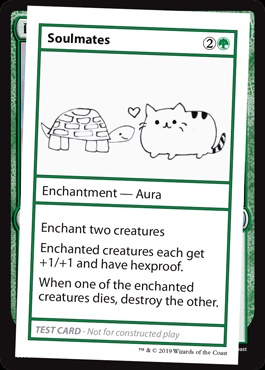 Soulmates 2
Enchantment — Aura
Enchant two creatures
Enchanted creatures each get
+1/+1 and have hexproof.
When one of the enchanted
creatures dies, destroy the other.
TEST CARD - Not for constructed play
™ & © 2019 Wizards of the Coast